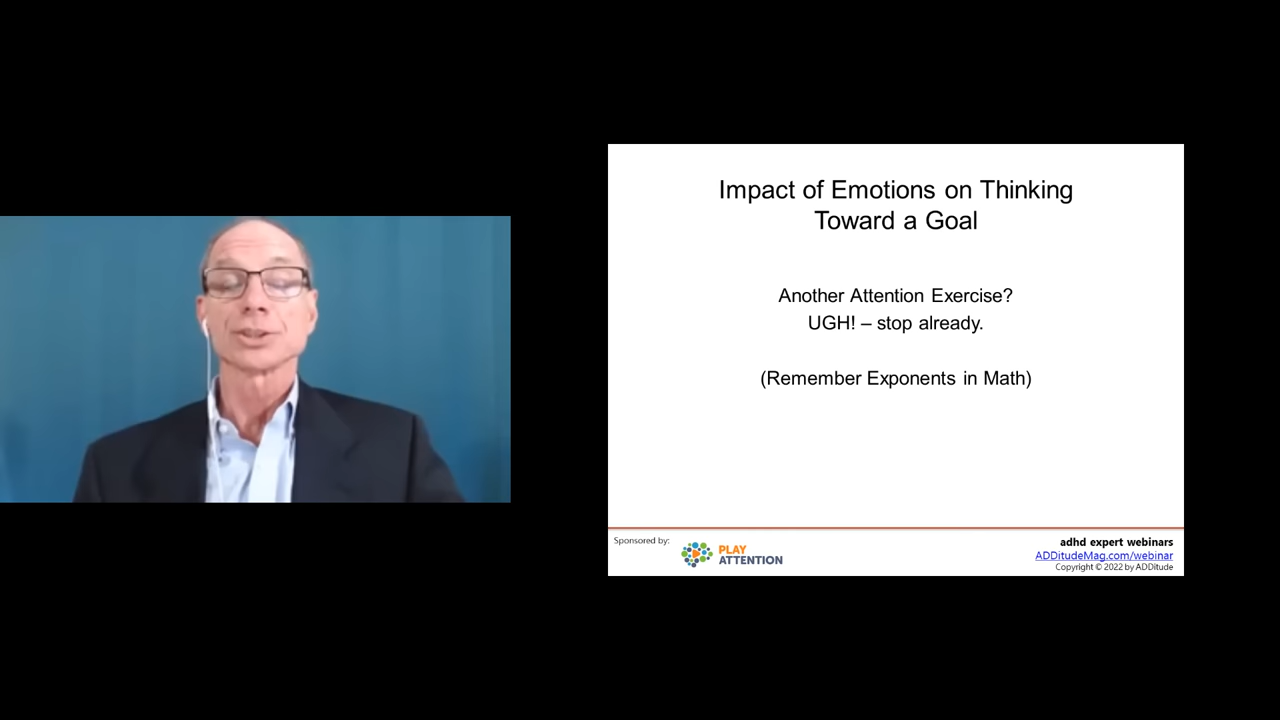 Impact of Emotions on Thinking
Toward a Goal
Another Attention Exercise?
UGH! – stop already.
(Remember Exponents in Math)
Sponsored by:
PLAY
ATTENTION
adhd expert webinars
ADDitudeMag.com/webinar
Copyright © 2022 by ADDitude